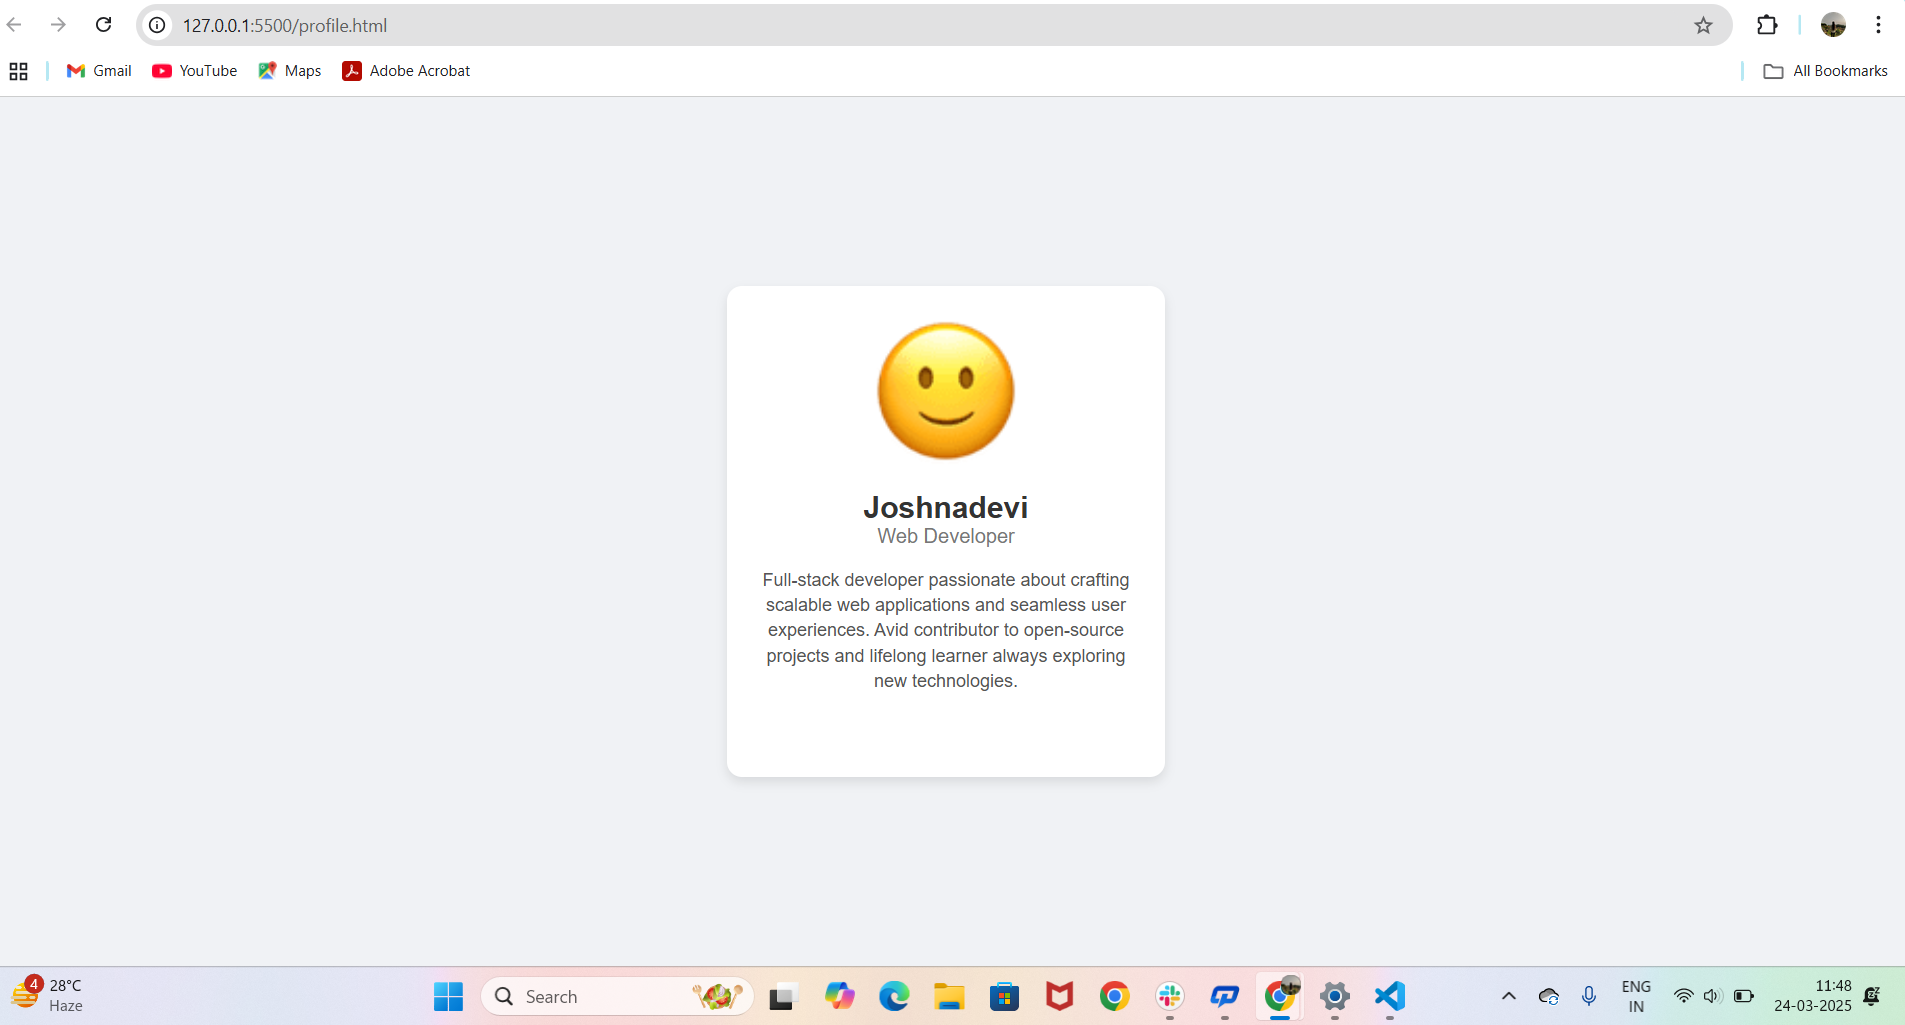 127.0.0.1:5500/profile.html
Gmail YouTube Maps Adobe Acrobat All Bookmarks
Joshnadevi
Web Developer
Full-stack developer passionate about crafting
scalable web applications and seamless user
experiences. Avid contributor to open-source
projects and lifelong learner always exploring
new technologies.
4 28°C
Haze
Search
ENG
IN
11:48
24-03-2025